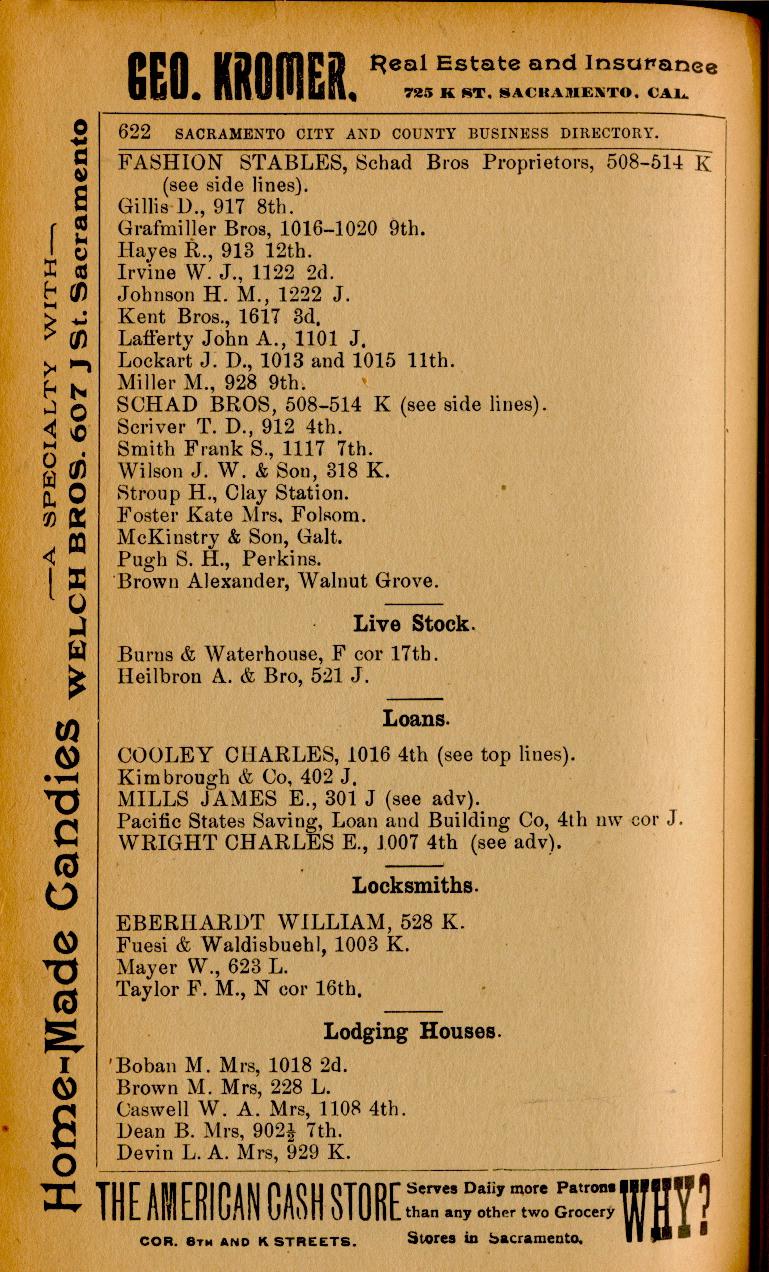 GEO. KROMER. Real Estate and Insurance
725 K ST. SACRAMENTO. CAL.
Home-Made Candies —A SPECIALTY WITH—
WELCH BROS. 607 J St. Sacramento
622 SACRAMENTO CITY AND COUNTY BUSINESS DIRECTORY.
FASHION STABLES, Schad Bros Proprietors, 508–514 K
(see side lines).
Gillis D., 917 8th.
Grafmiller Bros, 1016–1020 9th.
Hayes R., 913 12th.
Irvine W. J., 1122 2d.
Johnson H. M., 1222 J.
Kent Bros., 1617 3d.
Lafferty John A., 1101 J.
Lockart J. D., 1013 and 1015 11th.
Miller M., 928 9th.
SCHAD BROS, 508–514 K (see side lines).
Scriver T. D., 912 4th.
Smith Frank S., 1117 7th.
Wilson J. W. & Son, 318 K.
Stroup H., Clay Station.
Foster Kate Mrs, Folsom.
McKinstry & Son, Galt.
Pugh S. H., Perkins.
Brown Alexander, Walnut Grove.
Live Stock.
Burns & Waterhouse, F cor 17th.
Heilbron A. & Bro, 521 J.
Loans.
COOLEY CHARLES, 1016 4th (see top lines).
Kimbrough & Co, 402 J.
MILLS JAMES E., 301 J (see adv).
Pacific States Saving, Loan and Building Co, 4th nw cor J.
WRIGHT CHARLES E., 1007 4th (see adv).
Locksmiths.
EBERHARDT WILLIAM, 528 K.
Fuesi & Waldisbuehl, 1003 K.
Mayer W., 623 L.
Taylor F. M., N cor 16th.
Lodging Houses.
Boban M. Mrs, 1018 2d.
Brown M. Mrs, 228 L.
Caswell W. A. Mrs, 1108 4th.
Dean B. Mrs, 902½ 7th.
Devin L. A. Mrs, 929 K.
THE AMERICAN CASH STORE
COR. 8TH AND K STREETS.
Serves Daily more Patrons
than any other two Grocery
Stores in Sacramento.
WHY?